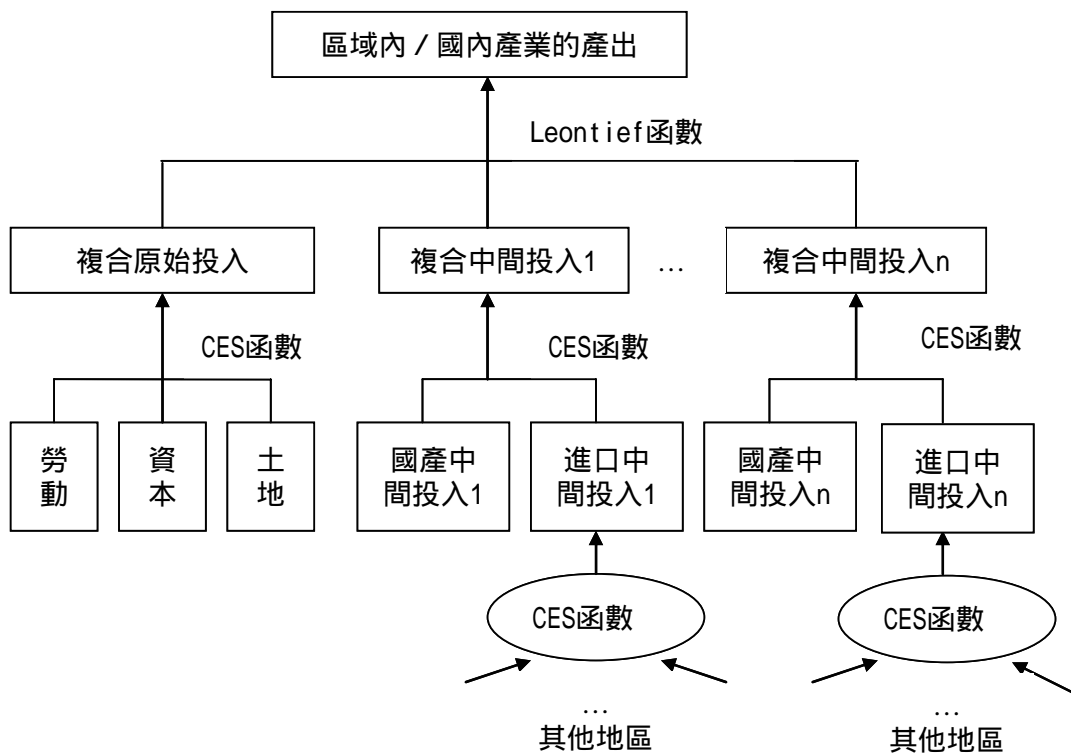 區域內／國內產業的產出
Leontief函數
複合原始投入
複合中間投入1
…
複合中間投入n
CES函數
CES函數
CES函數
勞
動
資
本
土
地
國產中
間投入1
進口中
間投入1
國產中
間投入n
進口中
間投入n
CES函數
CES函數
…
其他地區
…
其他地區